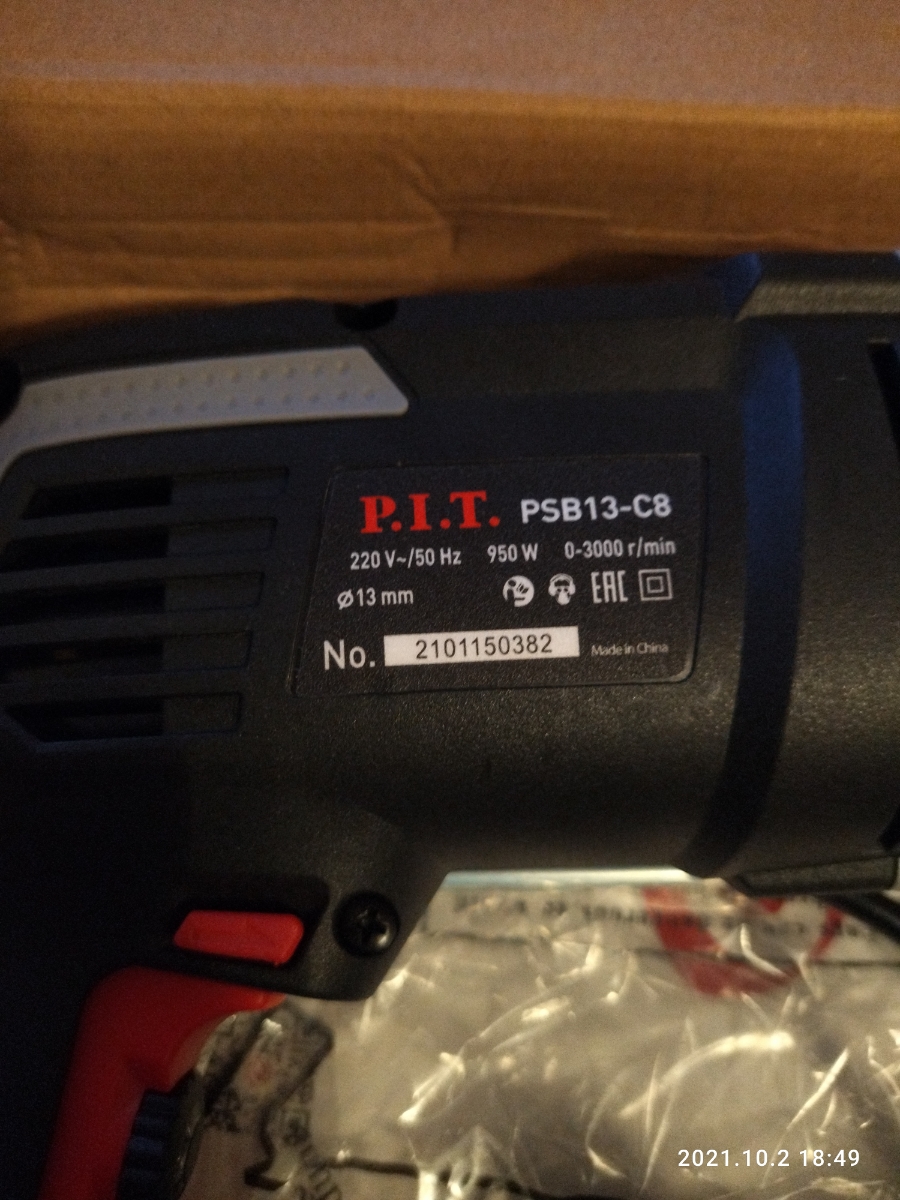 P.I.T. PSB13-C8
220 V~/50 Hz 950 W 0-3000 r/min
Ø13 mm EAC
No. 2101150382 Made in China
2021.10.2 18:49